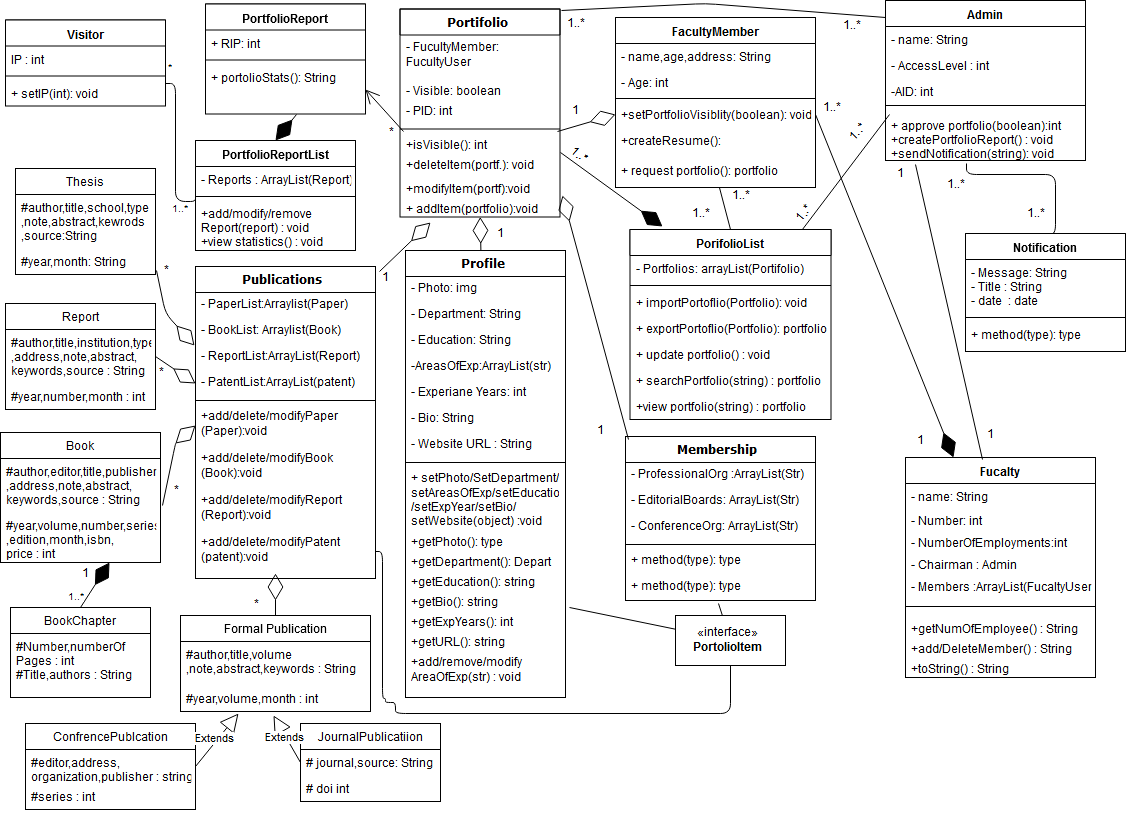 Visitor
IP : int
+ setIP(int): void
*
1..*
PortfolioReport
+ RIP: int
+ portolioStats(): String
PortfolioReportList
- Reports : ArrayList(Report)
+add/modify/remove
Report(report) : void
+view statistics() : void
Portifolio
- FucultyMember:
FucultyUser
- Visible: boolean
- PID: int
+isVisible(): int
+deleteItem(portf.): void
+modifyItem(portf):void
+ addItem(portfolio):void
*
1..*
1..*
1
1..*
1
1
1
FacultyMember
- name,age,address: String
- Age: int
+setPortfolioVisiblity(boolean): void
+createResume():
+ request portfolio(): portfolio
1..*
1..*
1..*
Admin
- name: String
- AccessLevel : int
-AID: int
+ approve portfolio(boolean):int
+createPortfolioReport() : void
+sendNotification(string): void
1..*
1..*
1
1..*
1..*
Notification
- Message: String
- Title : String
- date : date
+ method(type): type
PorifolioList
- Portfolios: arrayList(Portifolio)
+ importPortoflio(Portfolio): void
+ exportPortoflio(Portfolio): portfolio
+ update portfolio() : void
+ searchPortfolio(string) : portfolio
+view portfolio(string) : portfolio
Thesis
#author,title,school,type
,note,abstract,kewrods
,source:String
#year,month: String
*
Report
#author,title,institution,type
,address,note,abstract,
keywords,source : String
#year,number,month : int
*
Book
#author,editor,title,publisher
,address,note,abstract,
keywords,source : String
#year,volume,number,series
,edition,month,isbn,
price : int
*
1
1..*
BookChapter
#Number,numberOf
Pages : int
#Title,authors : String
Publications
- PaperList:Arraylist(Paper)
- BookList: Arraylist(Book)
- ReportList:ArrayList(Report)
- PatentList:ArrayList(patent)
+add/delete/modifyPaper
(Paper):void
+add/delete/modifyBook
(Book):void
+add/delete/modifyReport
(Report):void
+add/delete/modifyPatent
(patent):void
*
Formal Publication
#author,title,volume
,note,abstract,keywords : String
#year,volume,month : int
Extends
Extends
ConfrencePublcation
#editor,address,
organization,publisher : string
#series : int
JournalPublicatiion
# journal,source: String
# doi int
Profile
- Photo: img
- Department: String
- Education: String
-AreasOfExp:ArrayList(str)
- Experiane Years: int
- Bio: String
- Website URL : String
+ setPhoto/SetDepartment/
setAreasOfExp/setEducatio
/setExpYear/setBio/
setWebsite(object) :void
+getPhoto(): type
+getDepartment(): Depart
+getEducation(): string
+getBio(): string
+getExpYears(): int
+getURL(): string
+add/remove/modify
AreaOfExp(str) : void
Membership
- ProfessionalOrg :ArrayList(Str)
- EditorialBoards: ArrayList(Str)
- ConferenceOrg: ArrayList(Str)
+ method(type): type
+ method(type): type
«interface»
PortolioItem
1
1
Fucalty
- name: String
- Number: int
- NumberOfEmployments:int
- Chairman : Admin
- Members :ArrayList(FucaltyUser
+getNumOfEmployee() : String
+add/DeleteMember() : String
+toString() : String